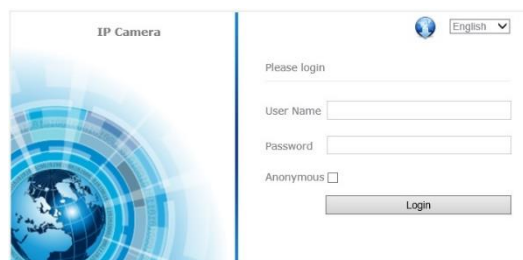 IP Camera
English
Please login
User Name
Password
Anonymous
Login